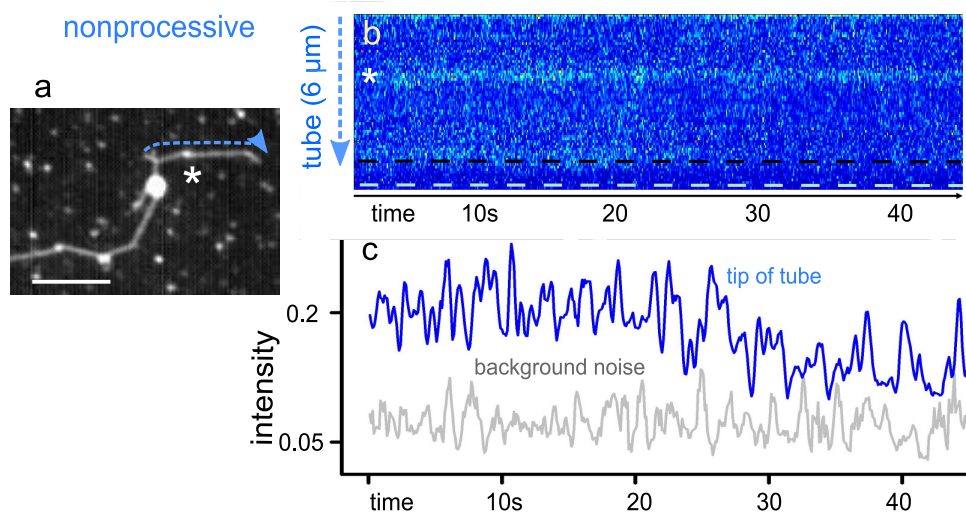 nonprocessive
a
*
tube (6 µm)
b
*
time 10s 20 30 40
c
tip of tube
background noise
intensity
0.2
0.05
time 10s 20 30 40